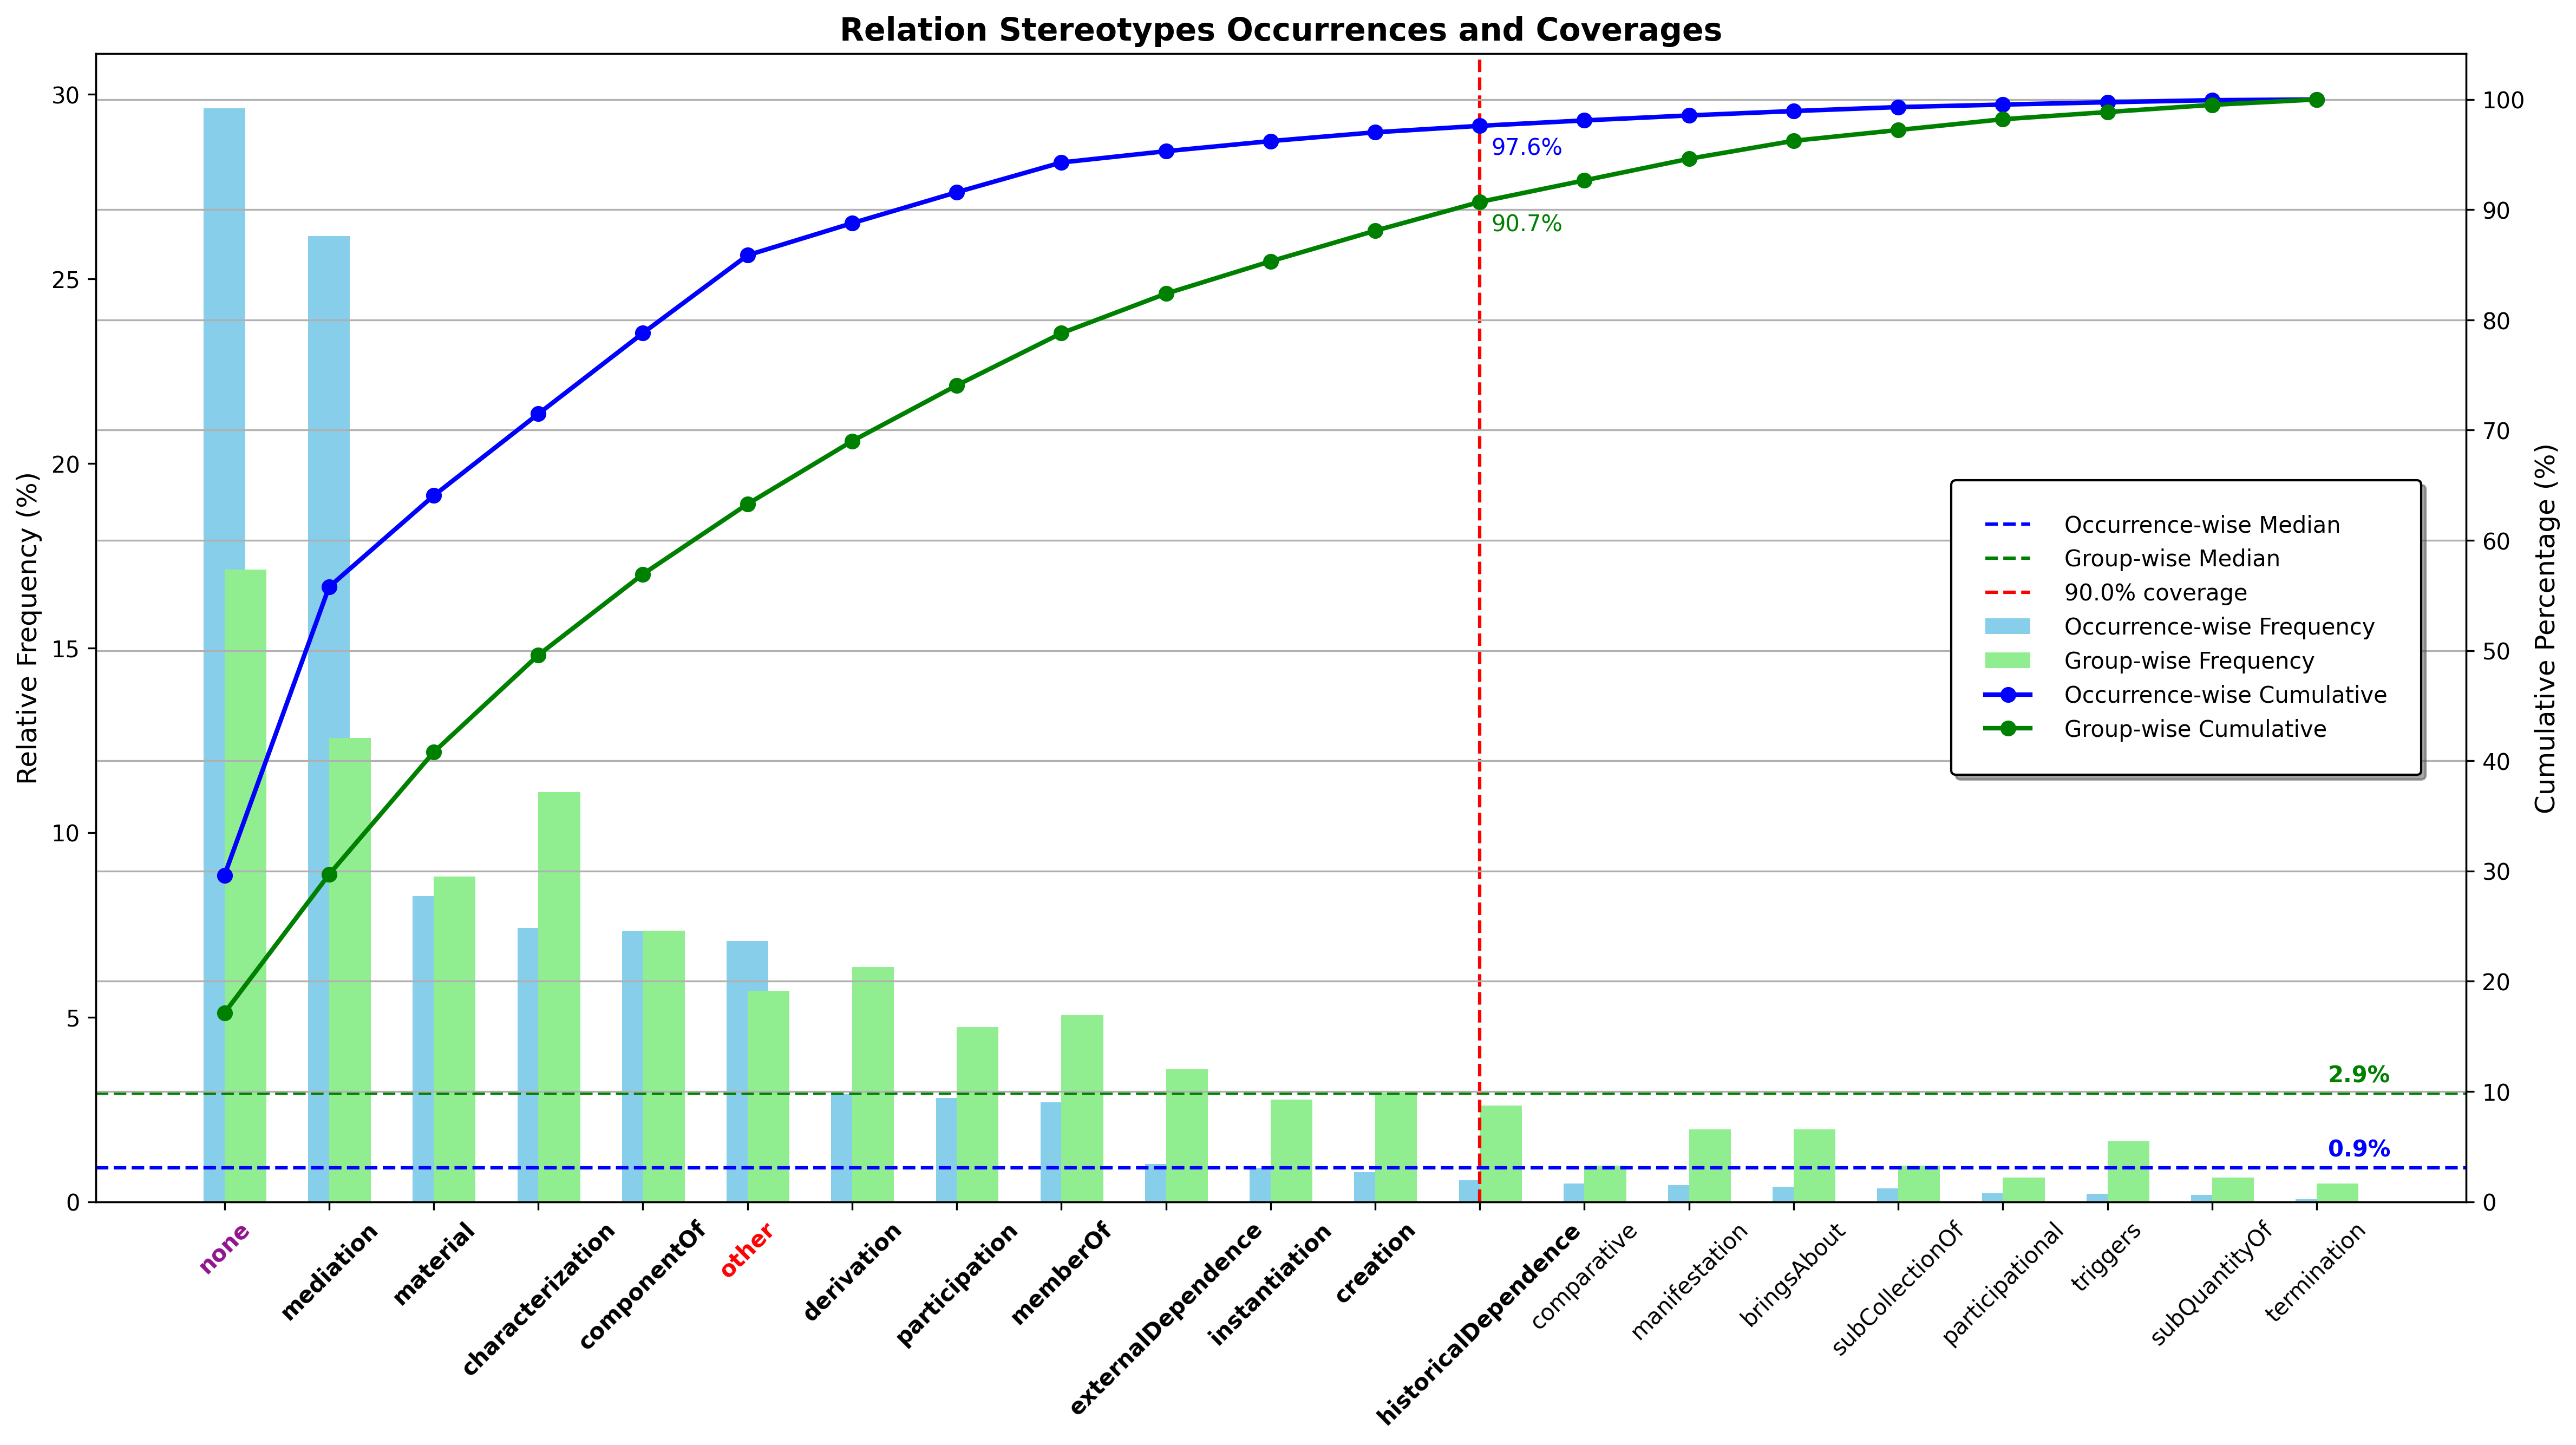 Relation Stereotypes Occurrences and Coverages
Relative Frequency (%)
30
25
20
15
10
5
0
97.6%
90.7%
2.9%
0.9%
Occurrence-wise Median
Group-wise Median
90.0% coverage
Occurrence-wise Frequency
Group-wise Frequency
Occurrence-wise Cumulative
Group-wise Cumulative
100
90
80
70
60
50
40
30
20
10
0
Cumulative Percentage (%)
none
mediation
material
characterization
componentOf
other
derivation
participation
memberOf
externalDependence
instantiation
creation
historicalDependence
comparative
manifestation
bringsAbout
subCollectionOf
participational
triggers
subQuantityOf
termination